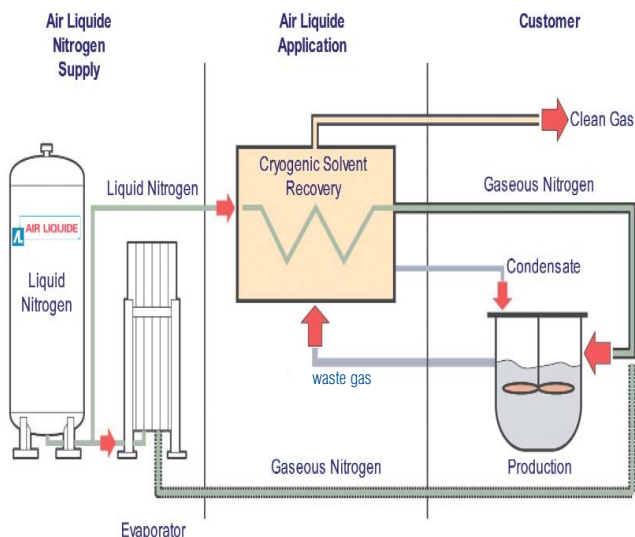 Air Liquide
Nitrogen
Supply
Air Liquide
Application
Customer
Clean Gas
Cryogenic Solvent
Recovery
Liquid Nitrogen
Gaseous Nitrogen
AIR LIQUIDE
Liquid
Nitrogen
Condensate
waste gas
Gaseous Nitrogen
Production
Evaporator